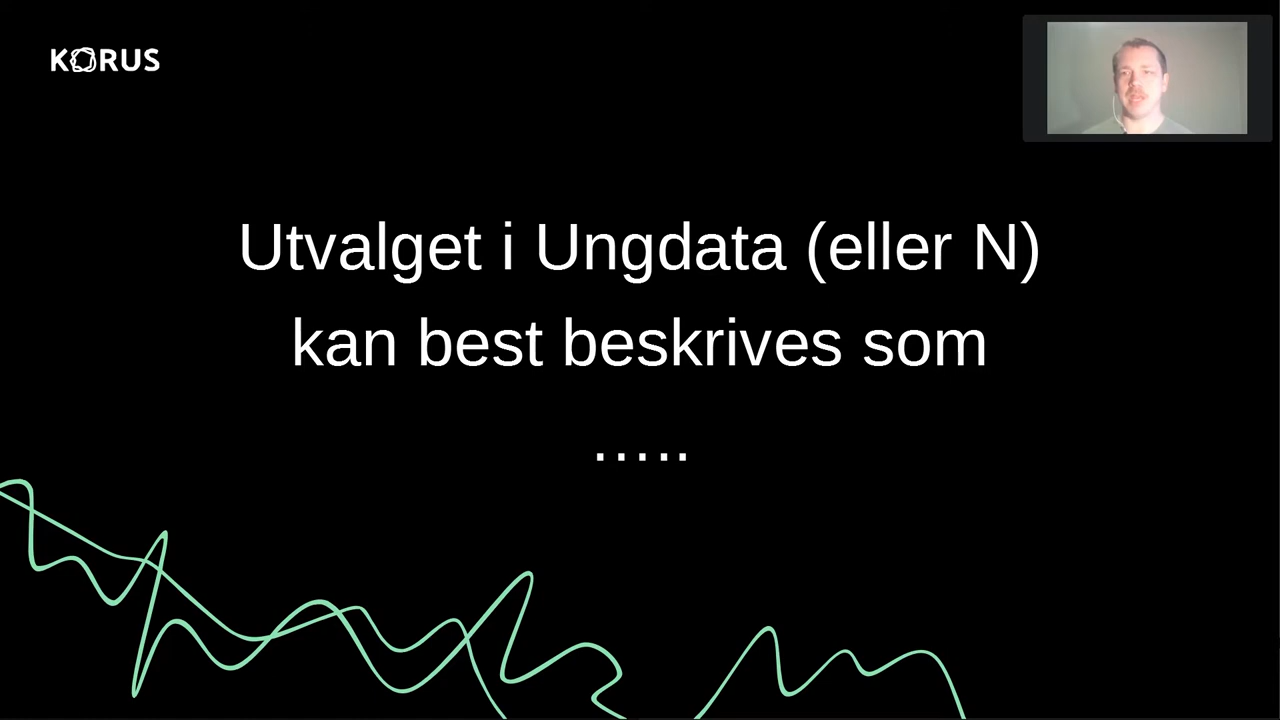 KORUS
Utvalget i Ungdata (eller N)
kan best beskrives som
…..